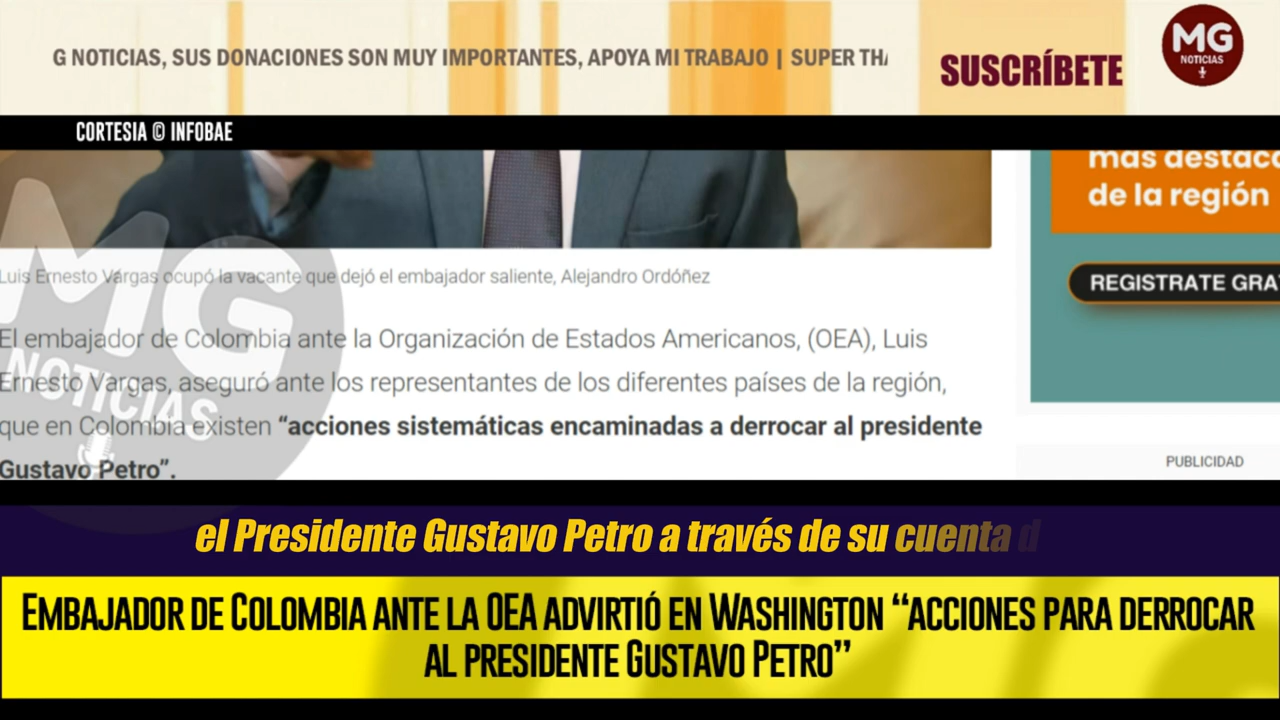 G NOTICIAS, SUS DONACIONES SON MUY IMPORTANTES, APOYA MI TRABAJO | SUPER THA
SUSCRÍBETE
MG
NOTICIAS
CORTESIA © INFOBAE
más destaca
de la región
REGISTRATE GRA
Luis Ernesto Vargas ocupó la vacante que dejó el embajador saliente, Alejandro Ordóñez
El embajador de Colombia ante la Organización de Estados Americanos, (OEA), Luis
Ernesto Vargas, aseguró ante los representantes de los diferentes países de la región,
que en Colombia existen “acciones sistemáticas encaminadas a derrocar al presidente
Gustavo Petro”.
MG
NOTICIAS
PUBLICIDAD
el Presidente Gustavo Petro a través de su cuenta d
EMBAJADOR DE COLOMBIA ANTE LA OEA ADVIRTIÓ EN WASHINGTON “ACCIONES PARA DERROCAR
AL PRESIDENTE GUSTAVO PETRO”